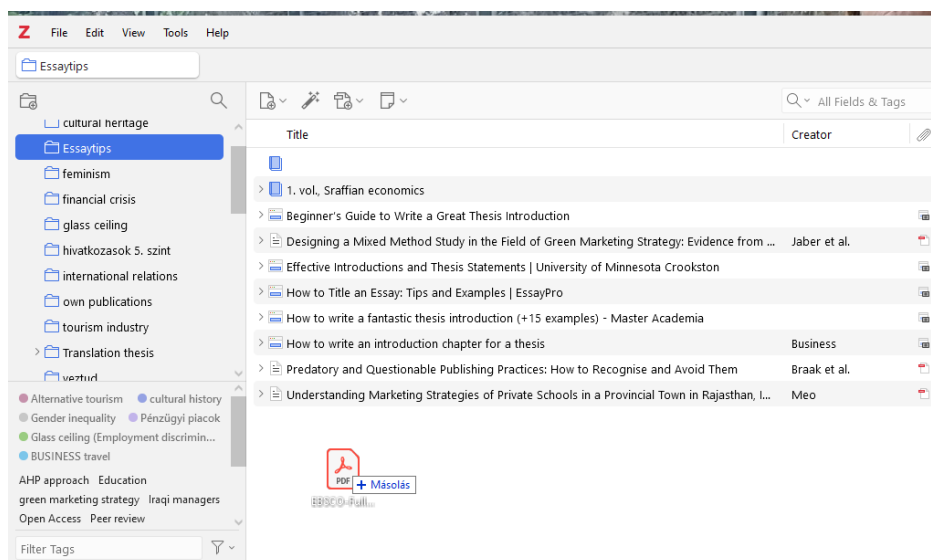 Z File Edit View Tools Help
Essaytips
All Fields & Tags
Title Creator
cultural heritage
Essaytips
feminism
financial crisis
glass ceiling
hivatkozasok 5. szint
international relations
own publications
tourism industry
Translation thesis
veztud
Alternative tourism cultural history
Gender inequality Pénzügyi piacok
Glass ceiling (Employment discrimin...
BUSINESS travel
AHP approach Education
green marketing strategy Iraqi managers
Open Access Peer review
Filter Tags
1. vol., Sraffian economics
Beginner's Guide to Write a Great Thesis Introduction
Designing a Mixed Method Study in the Field of Green Marketing Strategy: Evidence from ... Jaber et al.
Effective Introductions and Thesis Statements | University of Minnesota Crookston
How to Title an Essay: Tips and Examples | EssayPro
How to write a fantastic thesis introduction (+15 examples) - Master Academia
How to write an introduction chapter for a thesis Business
Predatory and Questionable Publishing Practices: How to Recognise and Avoid Them Braak et al.
Understanding Marketing Strategies of Private Schools in a Provincial Town in Rajasthan, I... Meo
PDF
+ Másolás
EBSCO-Full...